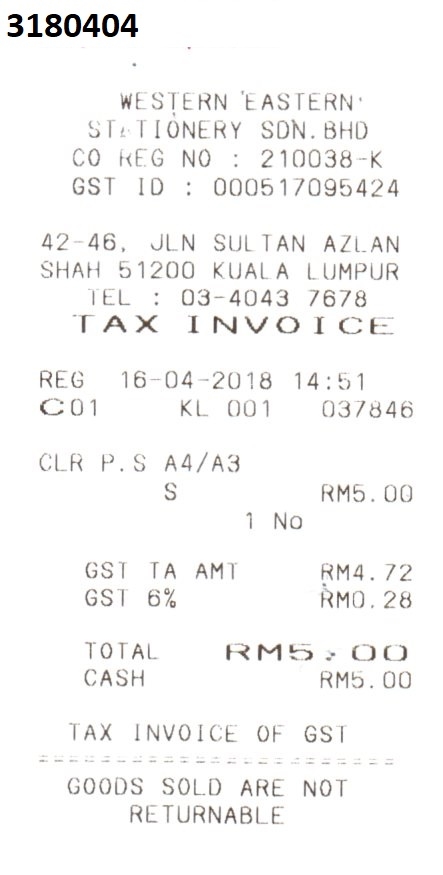 3180404
WESTERN EASTERN
STATIONERY SDN.BHD
CO REG NO : 210038-K
GST ID : 000517095424
42-46, JLN SULTAN AZLAN
SHAH 51200 KUALA LUMPUR
TEL : 03-4043 7678
TAX INVOICE
REG 16-04-2018 14:51
C01 KL 001 037846
CLR P.S A4/A3
S RM5.00
1 No
GST TA AMT RM4.72
GST 6% RM0.28
TOTAL RM5.00
CASH RM5.00
TAX INVOICE OF GST
========================
GOODS SOLD ARE NOT
RETURNABLE